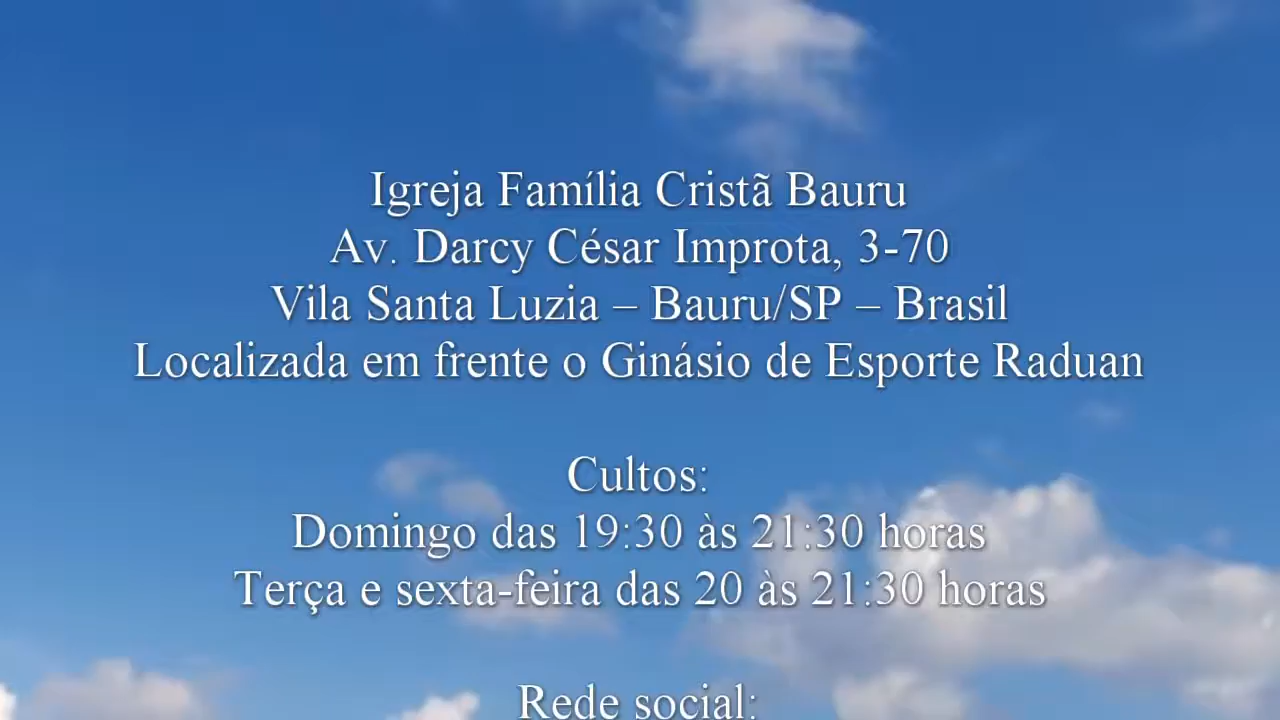 Igreja Família Cristã Bauru
Av. Darcy César Improta, 3-70
Vila Santa Luzia – Bauru/SP – Brasil
Localizada em frente o Ginásio de Esporte Raduan
Cultos:
Domingo das 19:30 às 21:30 horas
Terça e sexta-feira das 20 às 21:30 horas
Rede social: